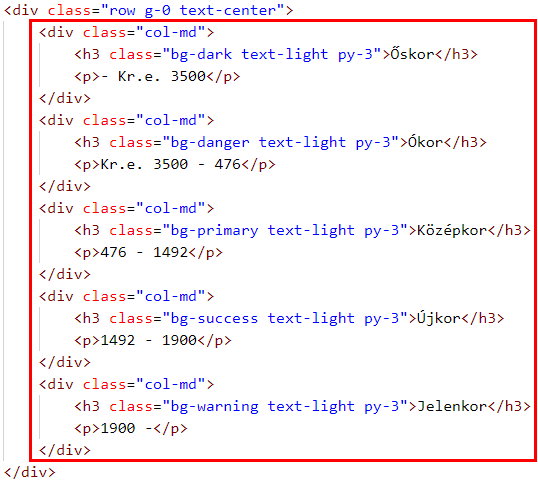 <div class="row g-0 text-center">
    <div class="col-md">
        <h3 class="bg-dark text-light py-3">Őskor</h3>
        <p>- Kr.e. 3500</p>
    </div>
    <div class="col-md">
        <h3 class="bg-danger text-light py-3">Ókor</h3>
        <p>Kr.e. 3500 - 476</p>
    </div>
    <div class="col-md">
        <h3 class="bg-primary text-light py-3">Középkor</h3>
        <p>476 - 1492</p>
    </div>
    <div class="col-md">
        <h3 class="bg-success text-light py-3">Újkor</h3>
        <p>1492 - 1900</p>
    </div>
    <div class="col-md">
        <h3 class="bg-warning text-light py-3">Jelenkor</h3>
        <p>1900 -</p>
    </div>
</div>